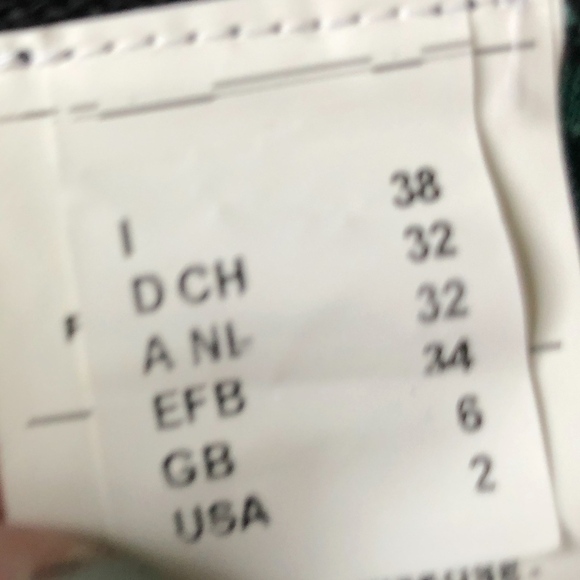 I 38
D CH 32
A NL 32
EFB 34
GB 6
USA 2